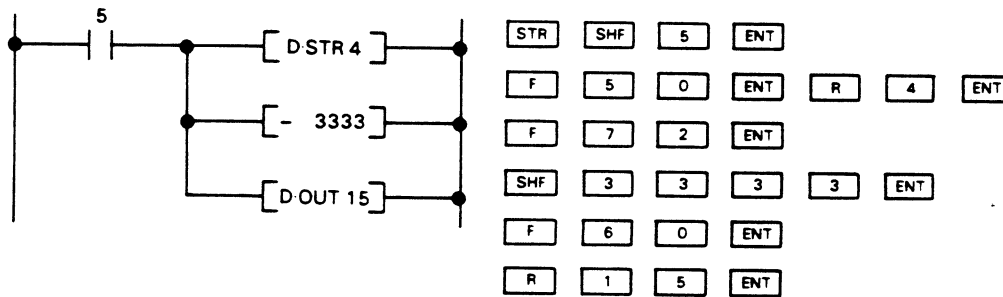 5
D·STR 4
- 3333
D·OUT 15
STR SHF 5 ENT
F 5 0 ENT R 4 ENT
F 7 2 ENT
SHF 3 3 3 3 ENT
F 6 0 ENT
R 1 5 ENT